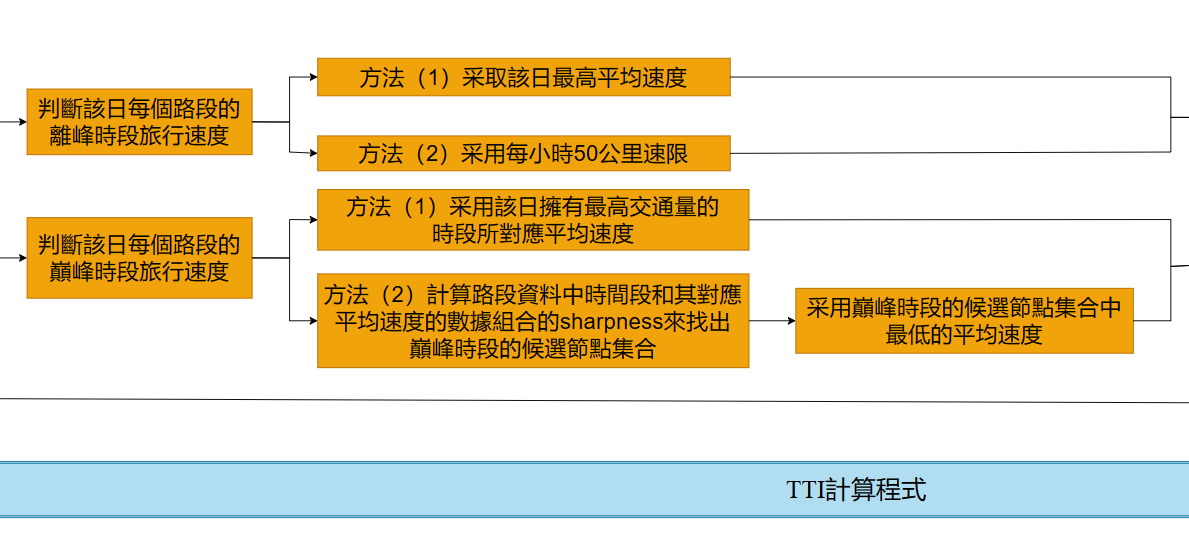 判斷該日每個路段的
離峰時段旅行速度
方法（1）采取該日最高平均速度
方法（2）采用每小時50公里速限
判斷該日每個路段的
巔峰時段旅行速度
方法（1）采用該日擁有最高交通量的
時段所對應平均速度
方法（2）計算路段資料中時間段和其對應
平均速度的數據組合的sharpness來找出
巔峰時段的候選節點集合
采用巔峰時段的候選節點集合中
最低的平均速度
TTI計算程式